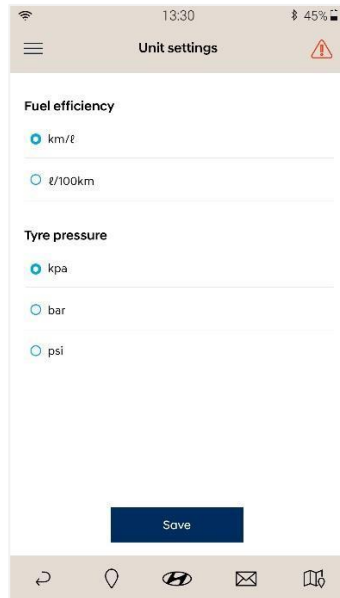 13:30 45%
Unit settings
Fuel efficiency
km/ℓ
ℓ/100km
Tyre pressure
kpa
bar
psi
Save